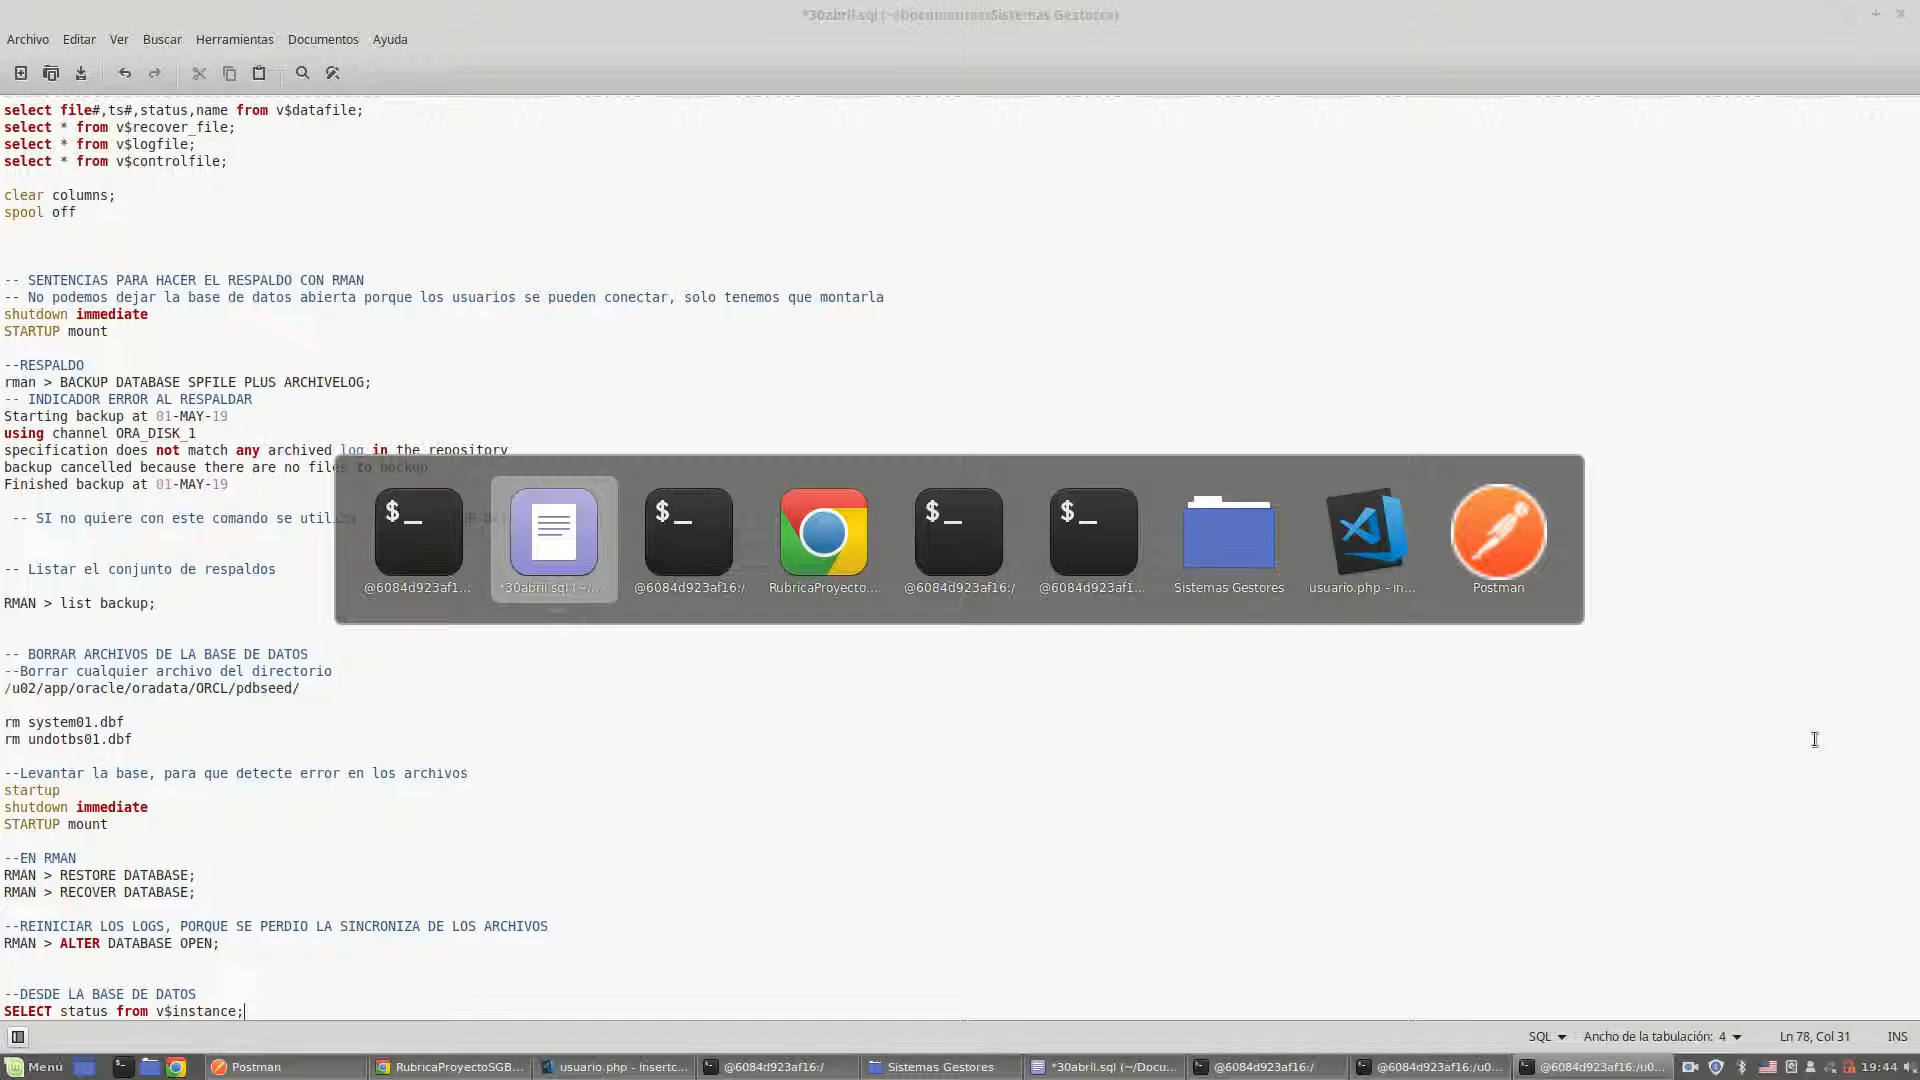 *30abril.sql (~/Documentos/Sistemas Gestores)
Archivo Editar Ver Buscar Herramientas Documentos Ayuda
select file#,ts#,status,name from v$datafile;
select * from v$recover_file;
select * from v$logfile;
select * from v$controlfile;
clear columns;
spool off
-- SENTENCIAS PARA HACER EL RESPALDO CON RMAN
-- No podemos dejar la base de datos abierta porque los usuarios se pueden conectar, solo tenemos que montarla
shutdown immediate
STARTUP mount
--RESPALDO
rman > BACKUP DATABASE SPFILE PLUS ARCHIVELOG;
-- INDICADOR ERROR AL RESPALDAR
Starting backup at 01-MAY-19
using channel ORA_DISK_1
specification does not match any archived log in the repository
backup cancelled because there are no files to backup
Finished backup at 01-MAY-19
-- SI no quiere con este comando se
-- Listar el conjunto de respaldos
RMAN > list backup;
-- BORRAR ARCHIVOS DE LA BASE DE DATOS
--Borrar cualquier archivo del directorio
/u02/app/oracle/oradata/ORCL/pdbseed/
rm system01.dbf
rm undotbs01.dbf
--Levantar la base, para que detecte error en los archivos
startup
shutdown immediate
STARTUP mount
--EN RMAN
RMAN > RESTORE DATABASE;
RMAN > RECOVER DATABASE;
--REINICIAR LOS LOGS, PORQUE SE PERDIO LA SINCRONIZA DE LOS ARCHIVOS
RMAN > ALTER DATABASE OPEN;
--DESDE LA BASE DE DATOS
SELECT status from v$instance;
$_ $_ $_ $_
@6084d923af1... *30abril.sql (~/... @6084d923af16:/ RubricaProyecto... @6084d923af16:/ @6084d923af1... Sistemas Gestores usuario.php - in... Postman
SQL Ancho de la tabulación: 4 Ln 78, Col 31 INS
Menú Postman RubricaProyectoSGB... usuario.php - insertc... @6084d923af16:/ Sistemas Gestores *30abril.sql (~/Docu... @6084d923af16:/ @6084d923af16:/u0... @6084d923af16:/u0... 19:44